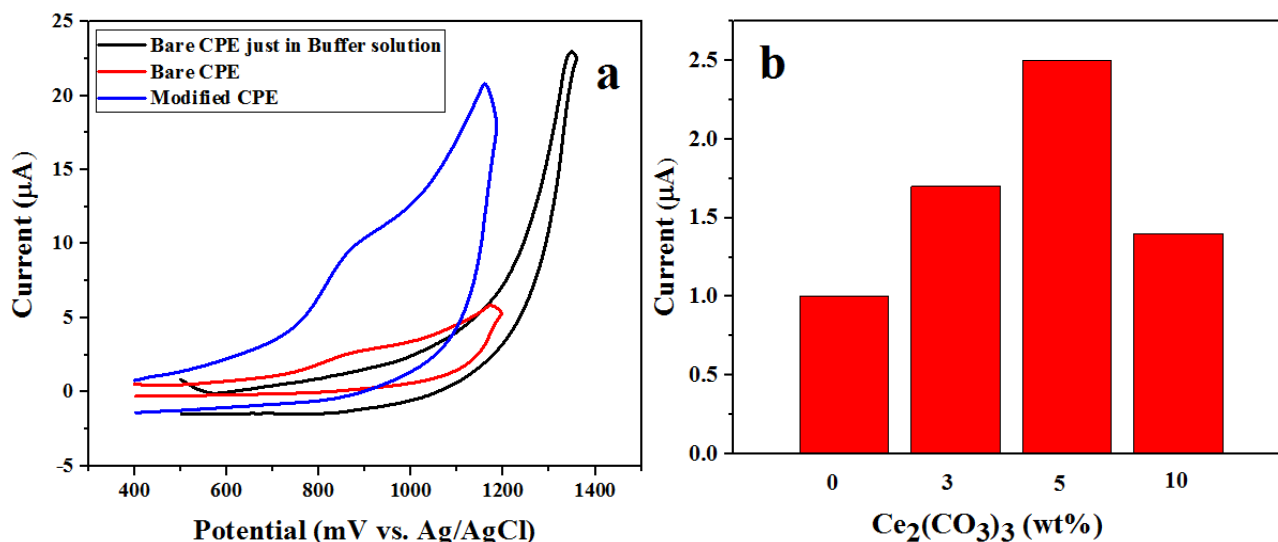 25
20
15
10
5
0
-5
Current (µA)
Bare CPE just in Buffer solution
Bare CPE
Modified CPE
a
400 600 800 1000 1200 1400
Potential (mV vs. Ag/AgCl)
b
2.5
2.0
1.5
1.0
0.5
0.0
Current (µA)
0 3 5 10
Ce2(CO3)3 (wt%)